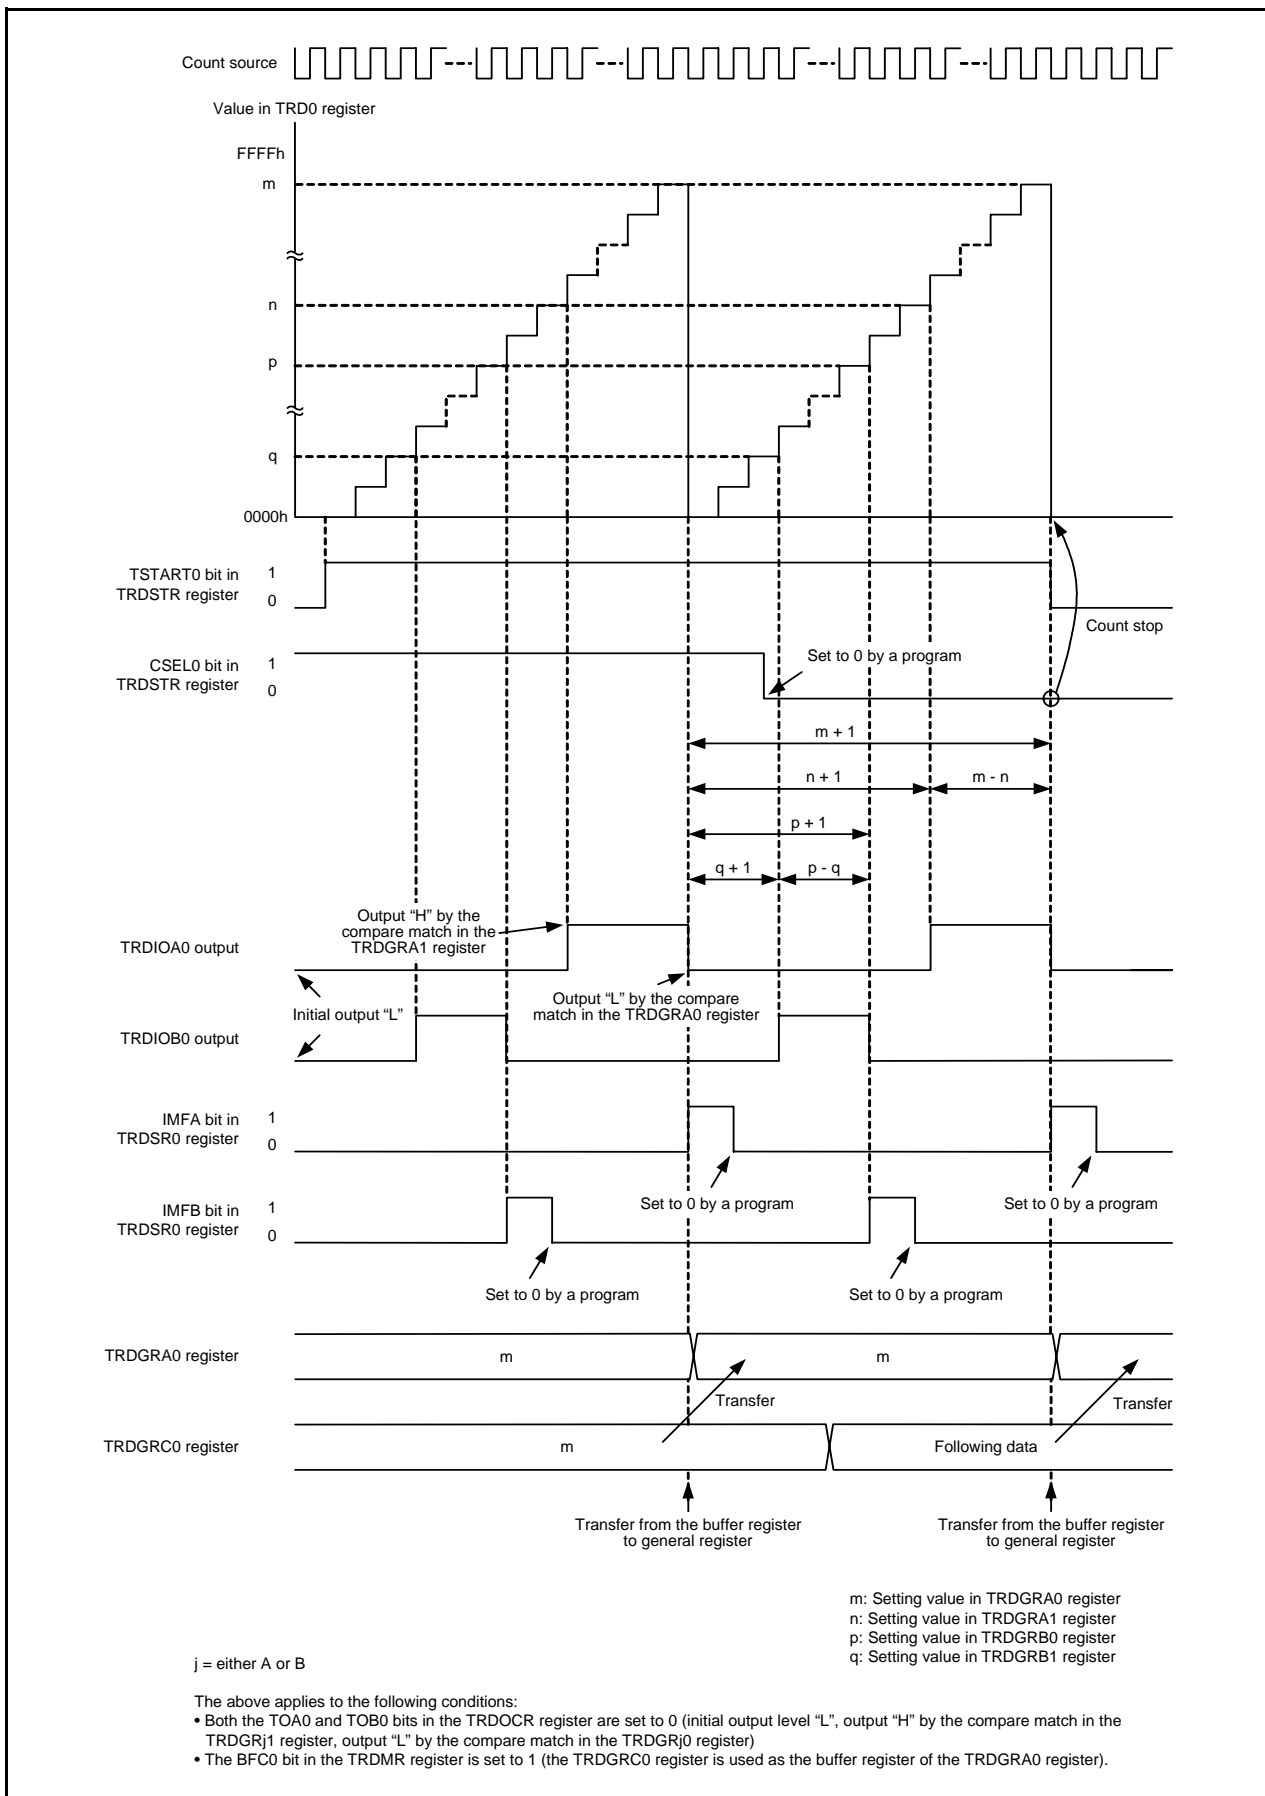 Count source
Value in TRD0 register
FFFFh
m
n
p
q
0000h
TSTART0 bit in
TRDSTR register
1
0
Count stop
CSEL0 bit in
TRDSTR register
1
0
Set to 0 by a program
m + 1
n + 1
m - n
p + 1
q + 1
p - q
Output “H” by the
compare match in the
TRDGRA1 register
TRDIOA0 output
Initial output “L”
Output “L” by the compare
match in the TRDGRA0 register
TRDIOB0 output
IMFA bit in
TRDSR0 register
1
0
Set to 0 by a program
Set to 0 by a program
IMFB bit in
TRDSR0 register
1
0
Set to 0 by a program
Set to 0 by a program
TRDGRA0 register
m
m
Transfer
Transfer
TRDGRC0 register
m
Following data
Transfer from the buffer register
to general register
Transfer from the buffer register
to general register
m: Setting value in TRDGRA0 register
n: Setting value in TRDGRA1 register
p: Setting value in TRDGRB0 register
q: Setting value in TRDGRB1 register
j = either A or B
The above applies to the following conditions:
• Both the TOA0 and TOB0 bits in the TRDOCR register are set to 0 (initial output level “L”, output “H” by the compare match in the
TRDGRj1 register, output “L” by the compare match in the TRDGRj0 register)
• The BFC0 bit in the TRDMR register is set to 1 (the TRDGRC0 register is used as the buffer register of the TRDGRA0 register).